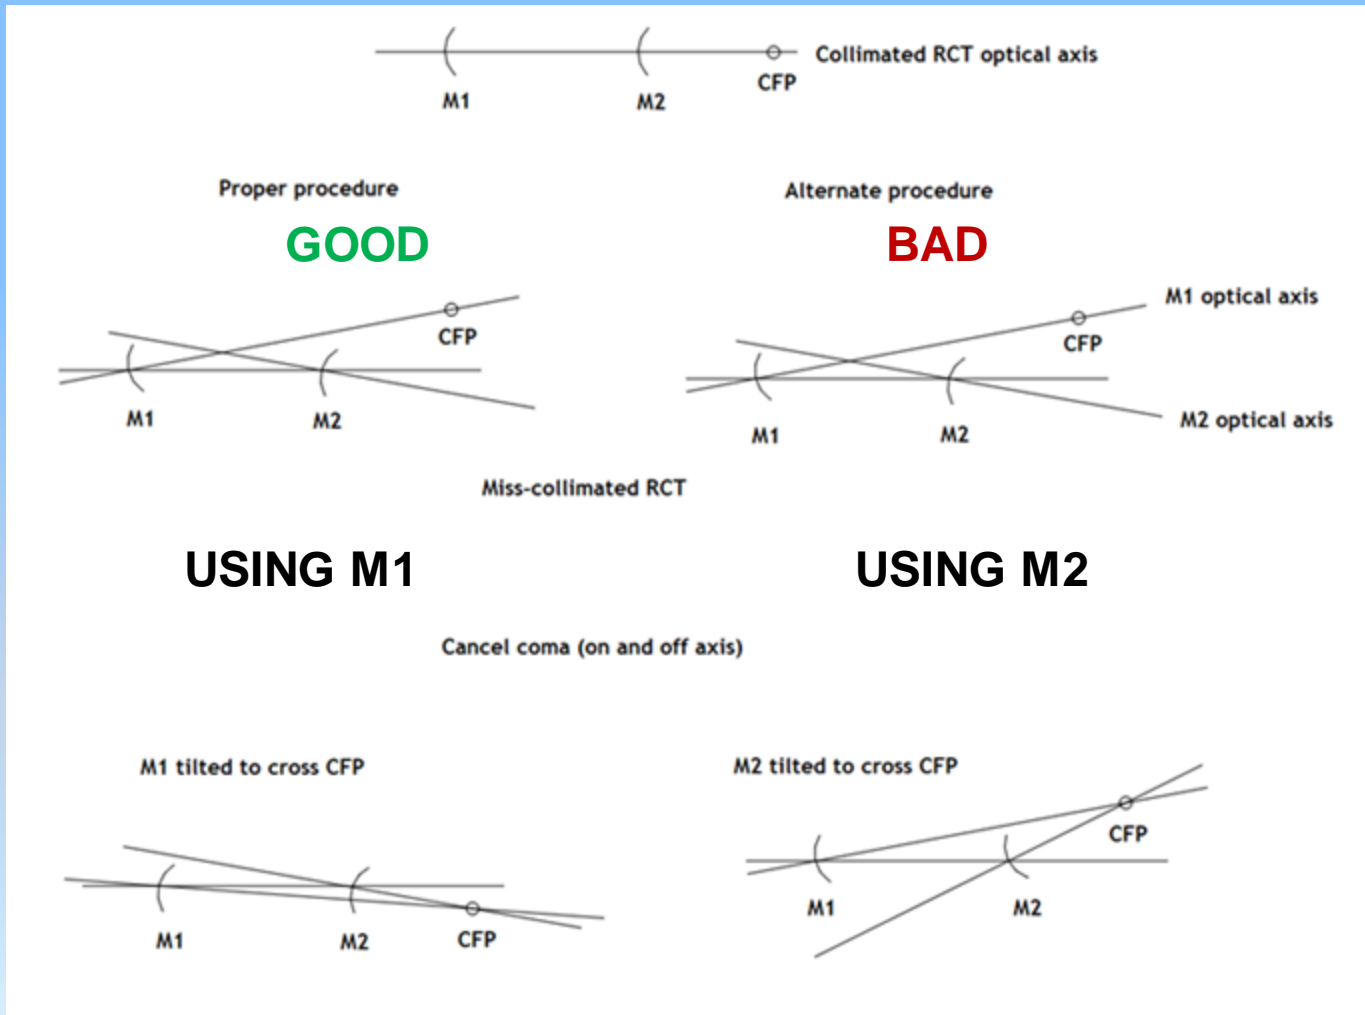 Collimated RCT optical axis
CFP
M1
M2
Proper procedure
Alternate procedure
GOOD
BAD
M1 optical axis
CFP
CFP
M1
M2
M2 optical axis
M1
M2
Miss-collimated RCT
USING M1
USING M2
Cancel coma (on and off axis)
M1 tilted to cross CFP
M2 tilted to cross CFP
CFP
M1
M2
M1
M2
CFP